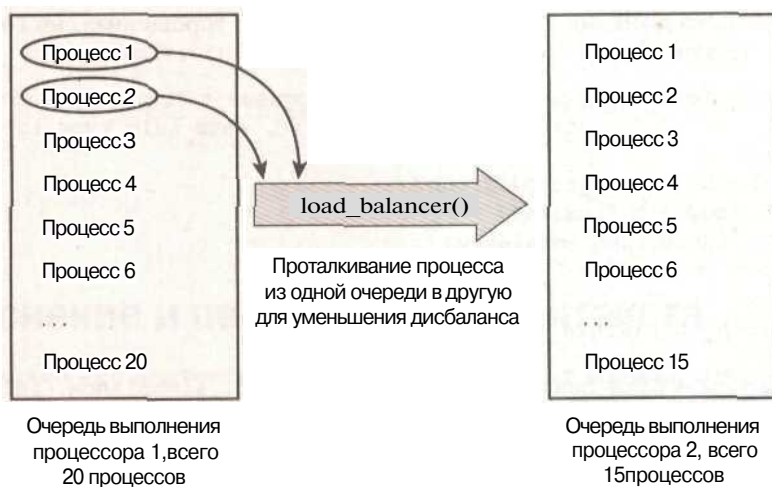 Процесс 1
Процесс 2
Процесс 3
Процесс 4
Процесс 5
Процесс 6
...
Процесс 20
Очередь выполнения
процессора 1,всего
20 процессов
load_balancer()
Проталкивание процесса
из одной очереди в другую
для уменьшения дисбаланса
Процесс 1
Процесс 2
Процесс 3
Процесс 4
Процесс 5
Процесс 6
...
Процесс 15
Очередь выполнения
процессора 2, всего
15процессов